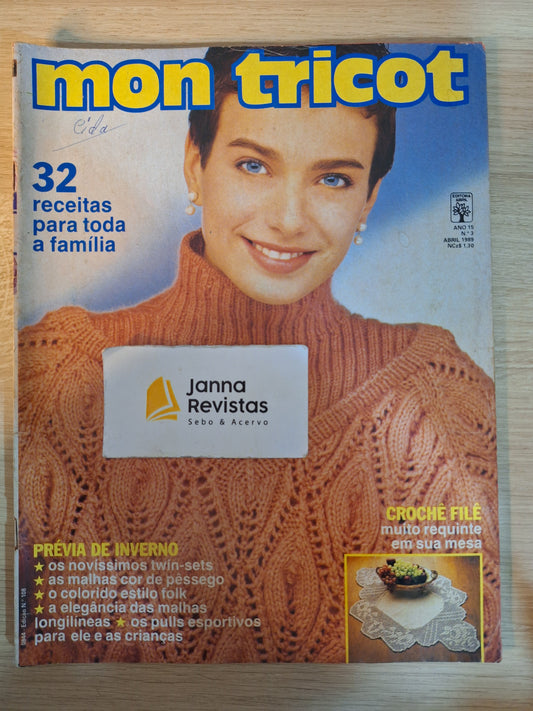 mon tricot
Cida
32
receitas
para toda
a família
EDITORA
ABRIL
ANO 15
N.º 3
ABRIL 1989
NCz$ 1,30
Janna
Revistas
Sebo & Acervo
CROCHÊ FILÊ
muito requinte
em sua mesa
PRÉVIA DE INVERNO
★ os novíssimos twin-sets
★ as malhas cor de pêssego
★ o colorido estilo folk
★ a elegância das malhas
longilíneas ★ os pulls esportivos
para ele e as crianças
Edição N.º 108